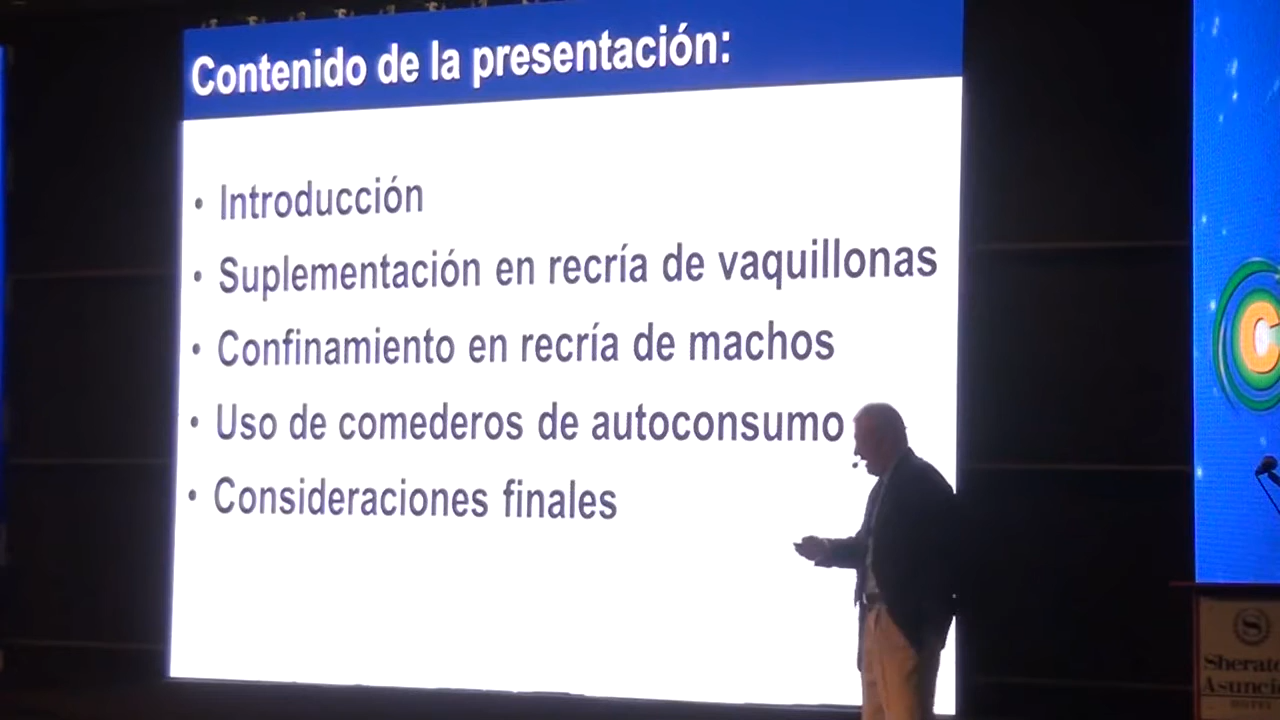 Contenido de la presentación:
• Introducción
• Suplementación en recría de vaquillonas
• Confinamiento en recría de machos
• Uso de comederos de autoconsumo
• Consideraciones finales
C
S